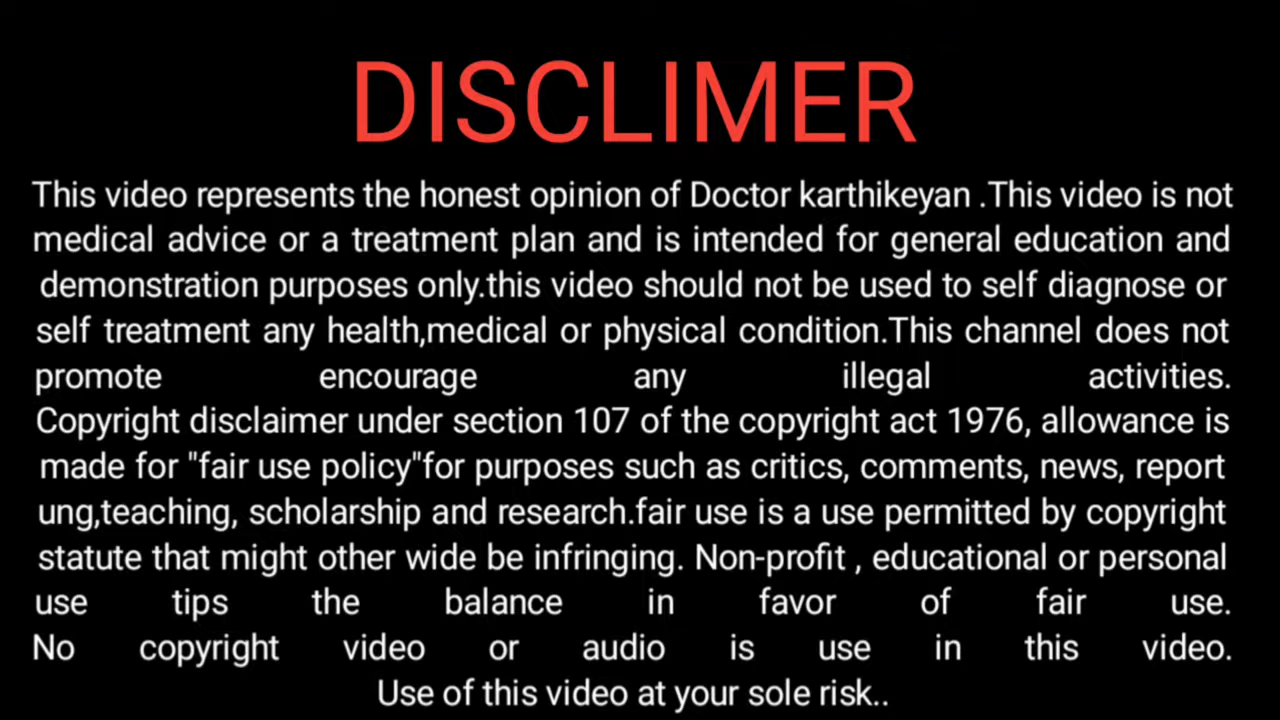 DISCLIMER
This video represents the honest opinion of Doctor karthikeyan .This video is not
medical advice or a treatment plan and is intended for general education and
demonstration purposes only.this video should not be used to self diagnose or
self treatment any health,medical or physical condition.This channel does not
promote encourage any illegal activities.
Copyright disclaimer under section 107 of the copyright act 1976, allowance is
made for "fair use policy"for purposes such as critics, comments, news, report
ung,teaching, scholarship and research.fair use is a use permitted by copyright
statute that might other wide be infringing. Non-profit , educational or personal
use tips the balance in favor of fair use.
No copyright video or audio is use in this video.
Use of this video at your sole risk..